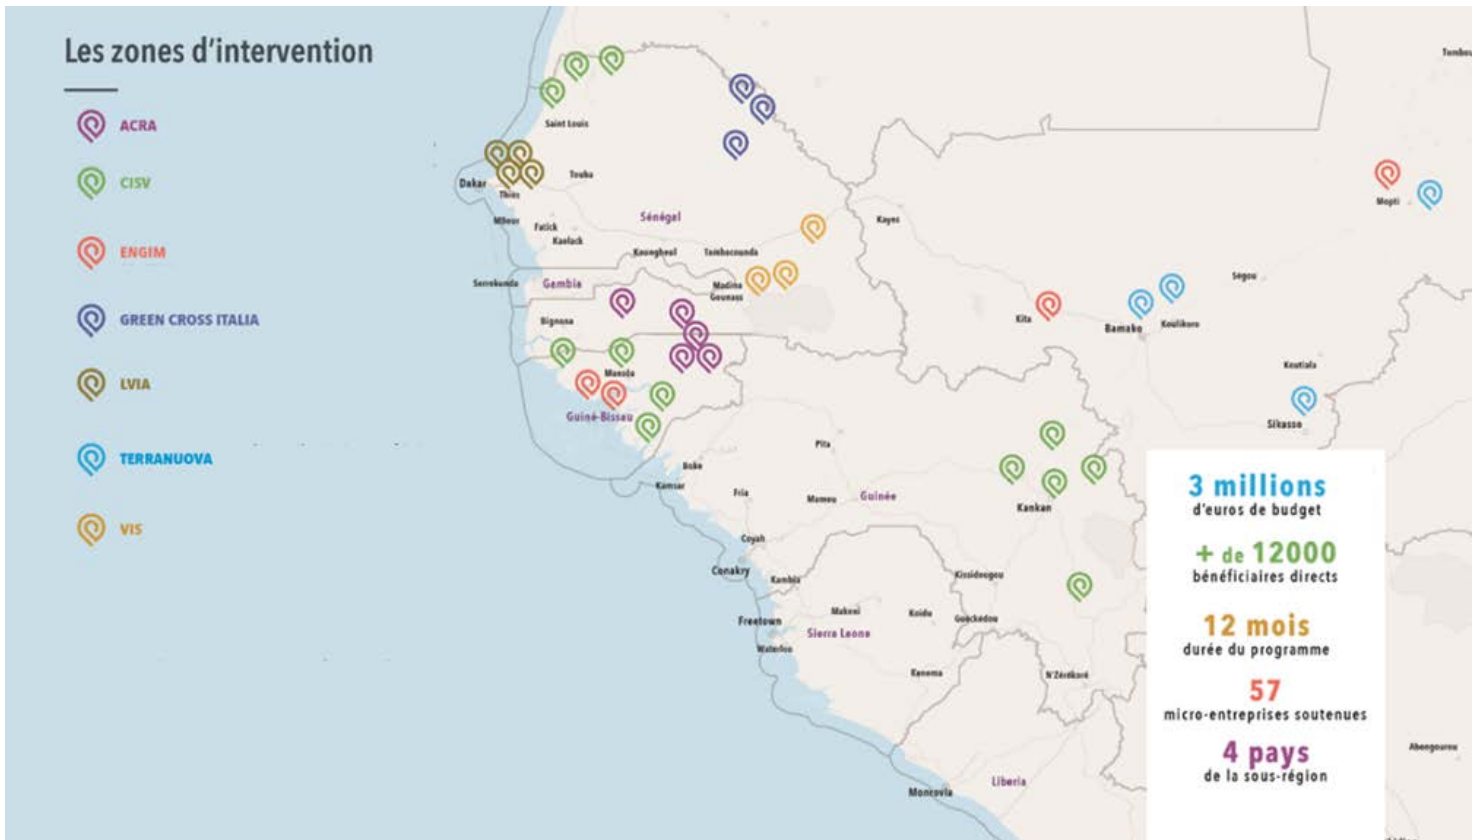 Les zones d'intervention
ACRA
CISV
ENGIM
GREEN CROSS ITALIA
LVIA
TERRANUOVA
VIS
Saint Louis
Dakar
Thies
Touba
MBour
Fatick
Kaolack
Sénégal
Koungheul
Tambacounda
Kayes
Mopti
Serrekunda
Gambia
Madina
Gounass
Bignona
Kita
Bamako
Koulikoro
Ségou
Koutiala
Sikasso
Mansôa
Guiné-Bissau
Boke
Kamsar
Fria
Pita
Mamou
Guinée
Kankan
Coyah
Conakry
Kambia
Kissidougou
Makeni
Koidu
Guéckédou
Freetown
Sierra Leone
Waterloo
Kenema
N'Zérékoré
Liberia
Monrovia
Abengourou
3 millions
d'euros de budget
+ de 12000
bénéficiaires directs
12 mois
durée du programme
57
micro-entreprises soutenues
4 pays
de la sous-région